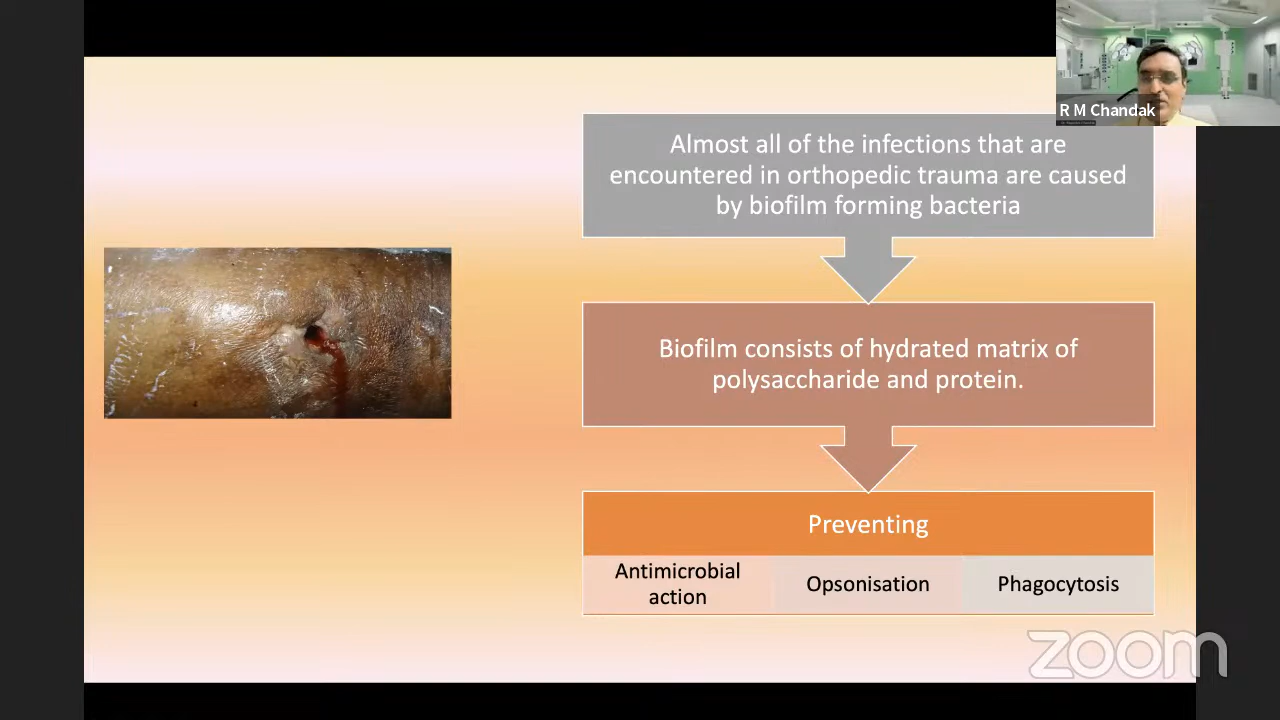 R M Chandak
Almost all of the infections that are
encountered in orthopedic trauma are caused
by biofilm forming bacteria
Biofilm consists of hydrated matrix of
polysaccharide and protein.
Preventing
Antimicrobial
action
Opsonisation
Phagocytosis
zoom